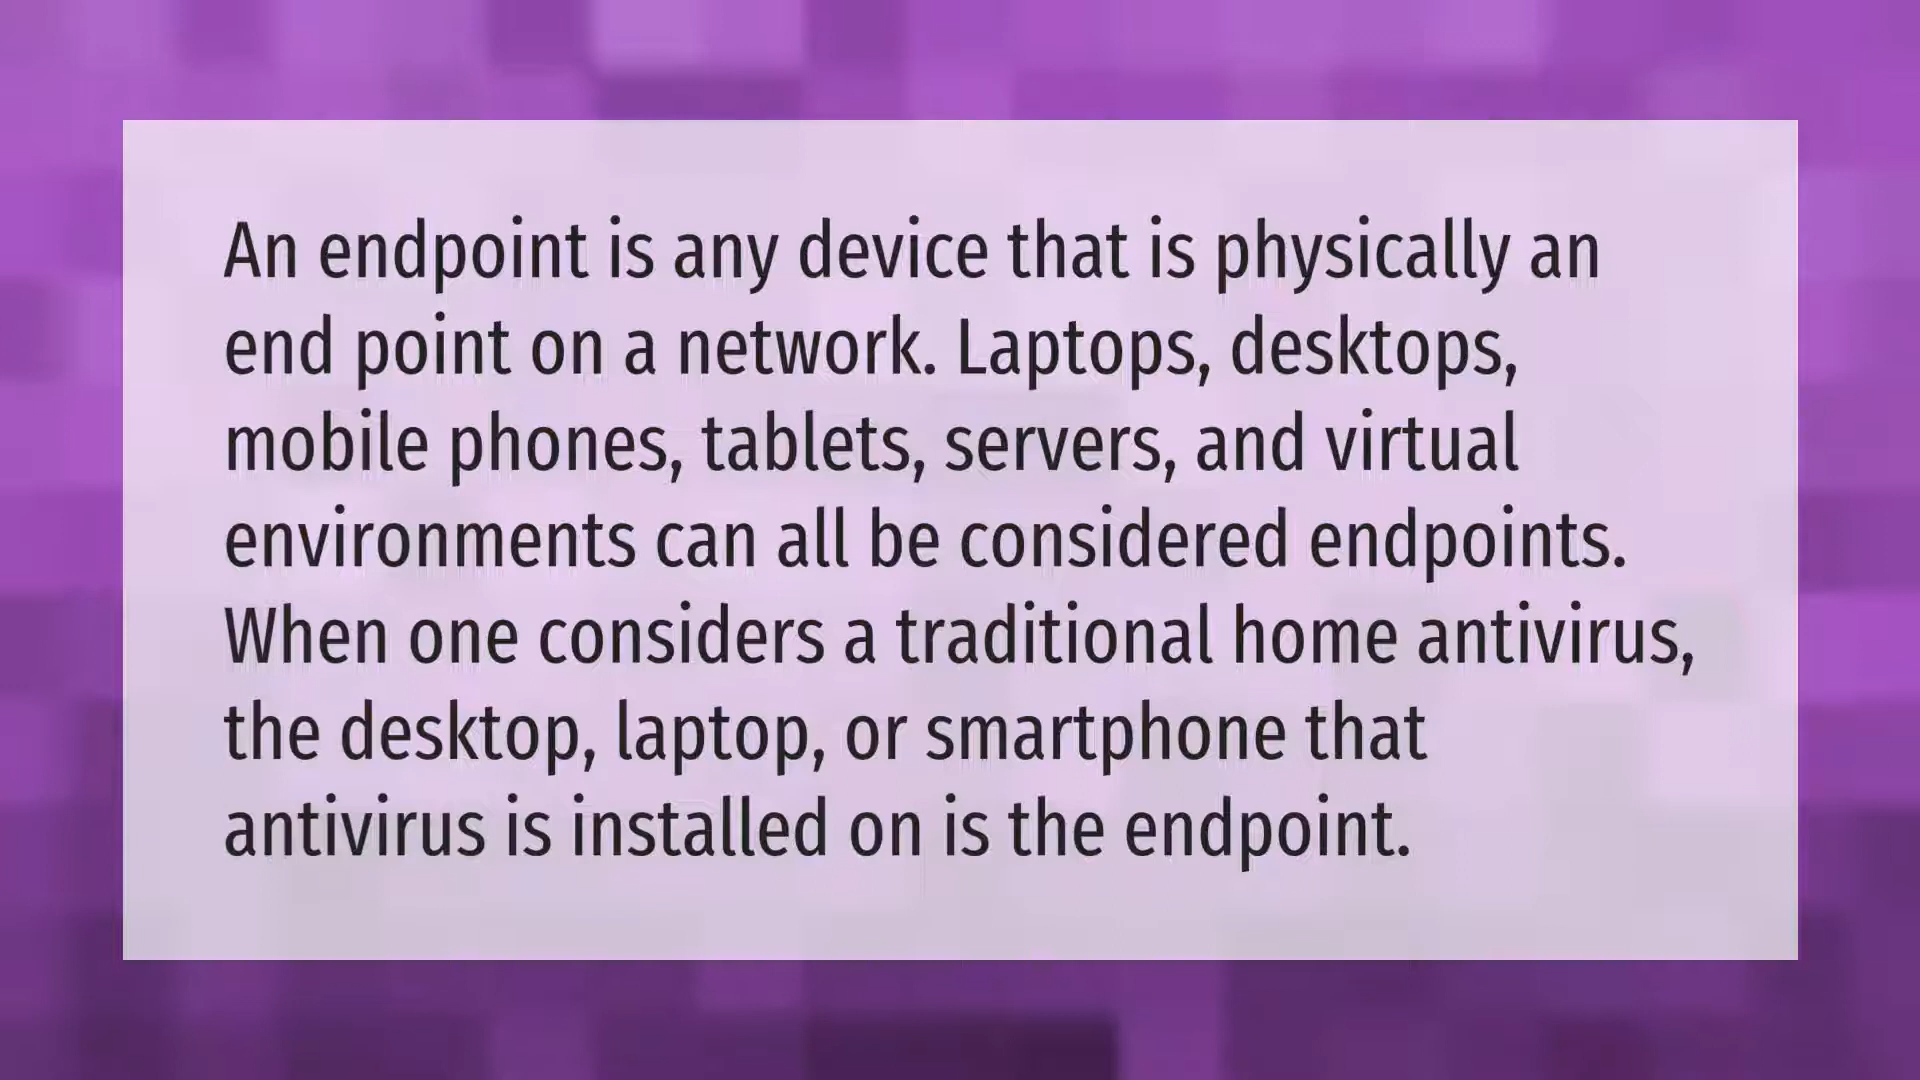 An endpoint is any device that is physically an
end point on a network. Laptops, desktops,
mobile phones, tablets, servers, and virtual
environments can all be considered endpoints.
When one considers a traditional home antivirus,
the desktop, laptop, or smartphone that
antivirus is installed on is the endpoint.